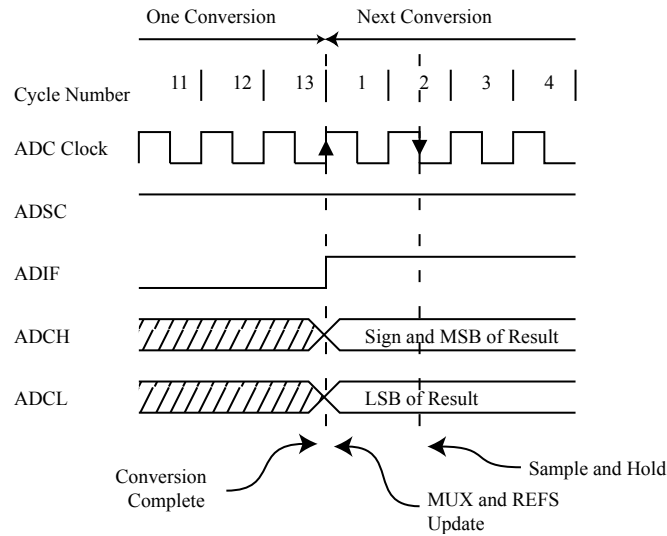 One Conversion Next Conversion
Cycle Number 11 12 13 1 2 3 4
ADC Clock
ADSC
ADIF
ADCH Sign and MSB of Result
ADCL LSB of Result
Conversion
Complete
MUX and REFS
Update
Sample and Hold